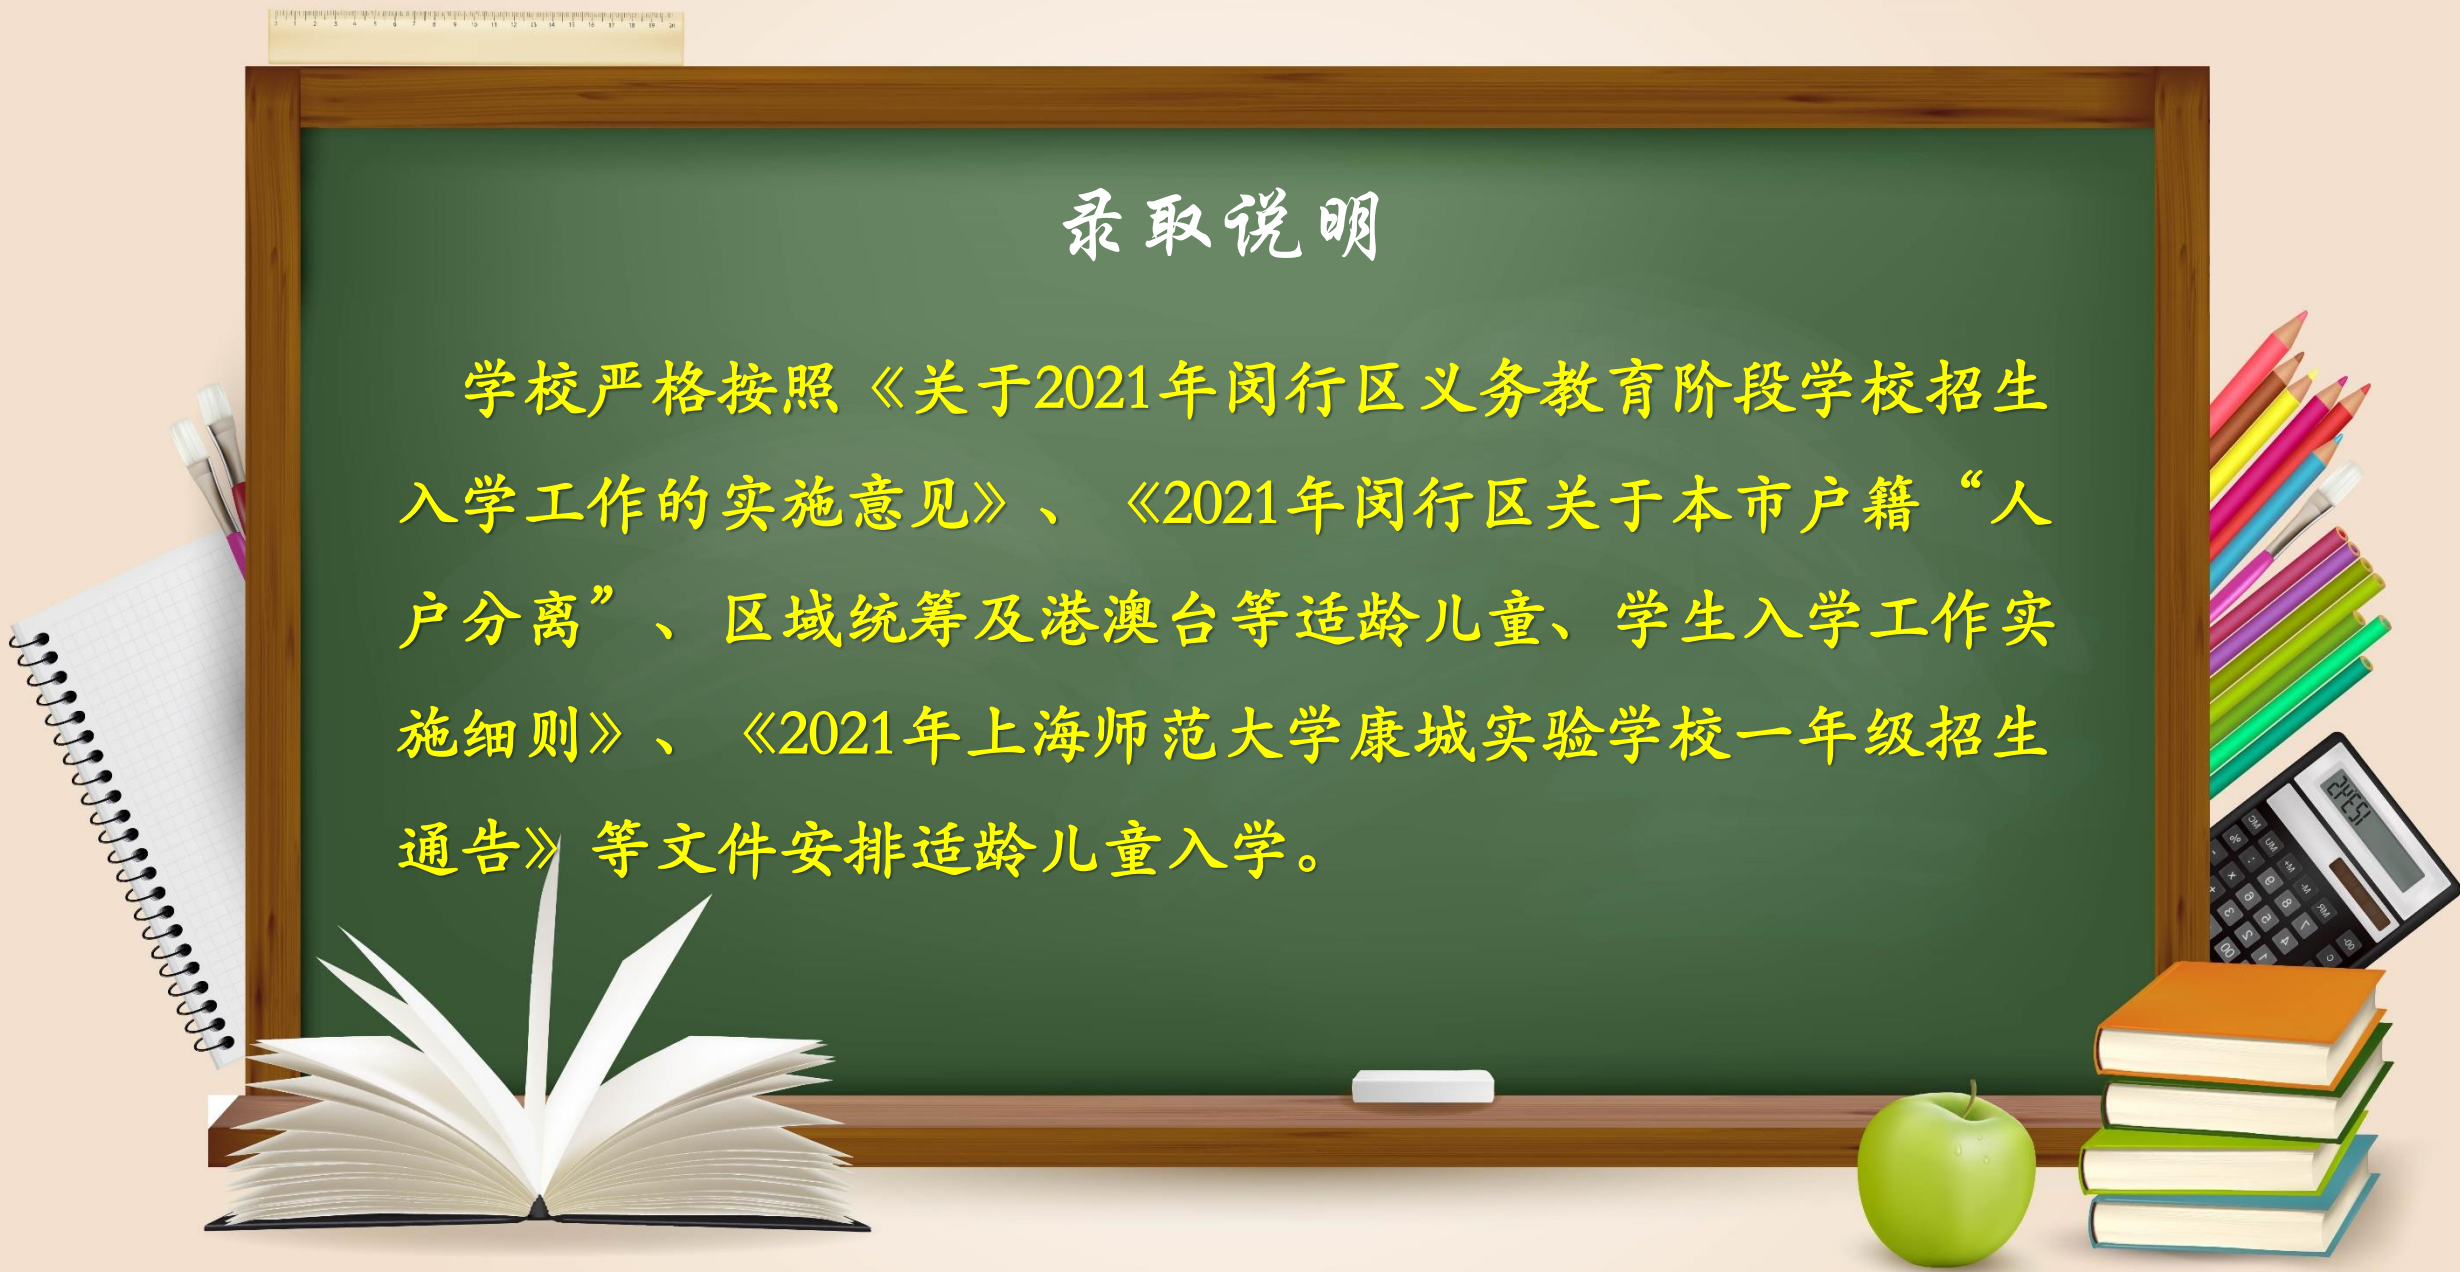 录取说明
学校严格按照《关于2021年闵行区义务教育阶段学校招生
入学工作的实施意见》、《2021年闵行区关于本市户籍“人
户分离”、区域统筹及港澳台等适龄儿童、学生入学工作实
施细则》、《2021年上海师范大学康城实验学校一年级招生
通告》等文件安排适龄儿童入学。